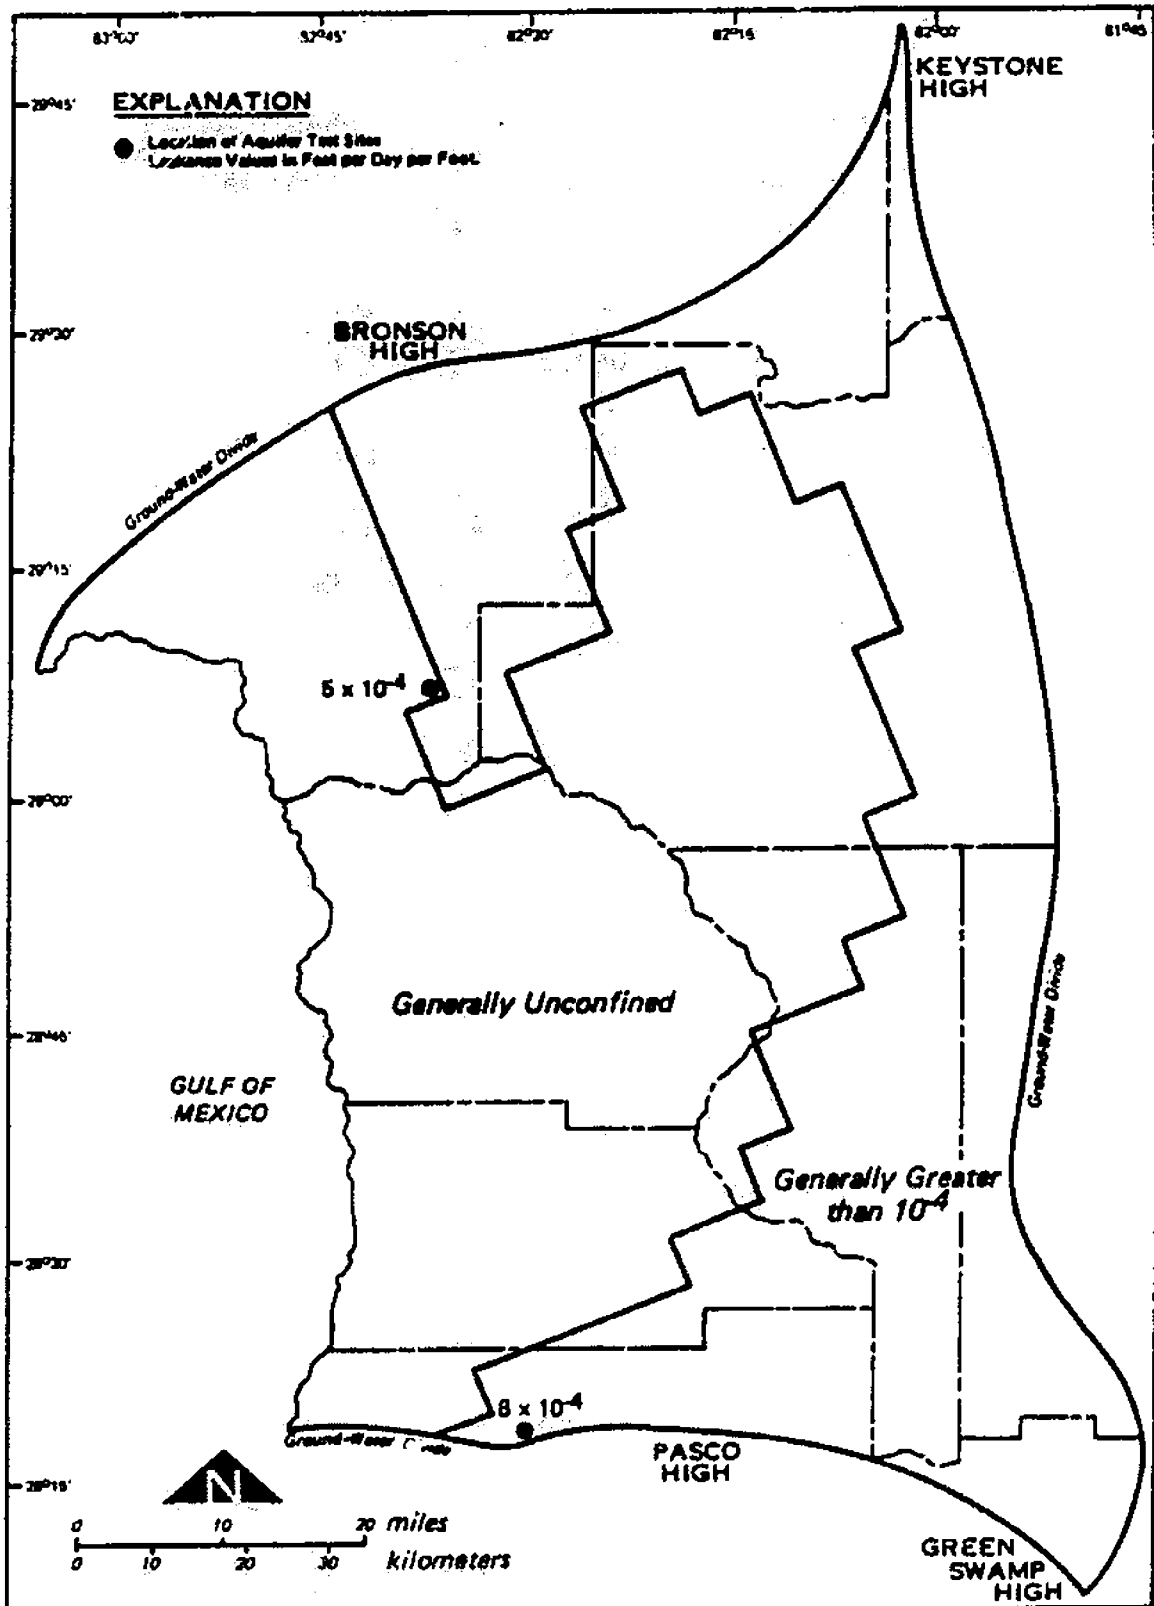 83°00' 82°45' 82°30' 82°15' 82°00' 81°45'
KEYSTONE
HIGH
29°45'
EXPLANATION
Location of Aquifer Test Sites
Leakance Values in Feet per Day per Foot.
29°30'
BRONSON
HIGH
Ground-Water Divide
29°15'
5 x 10-4
29°00'
Generally Unconfined
Ground-Water Divide
28°45'
GULF OF
MEXICO
Generally Greater
than 10-4
28°30'
8 x 10-4
Ground-Water Divide
PASCO
HIGH
28°15'
N
0 10 20 miles
0 10 20 30 kilometers
GREEN
SWAMP
HIGH